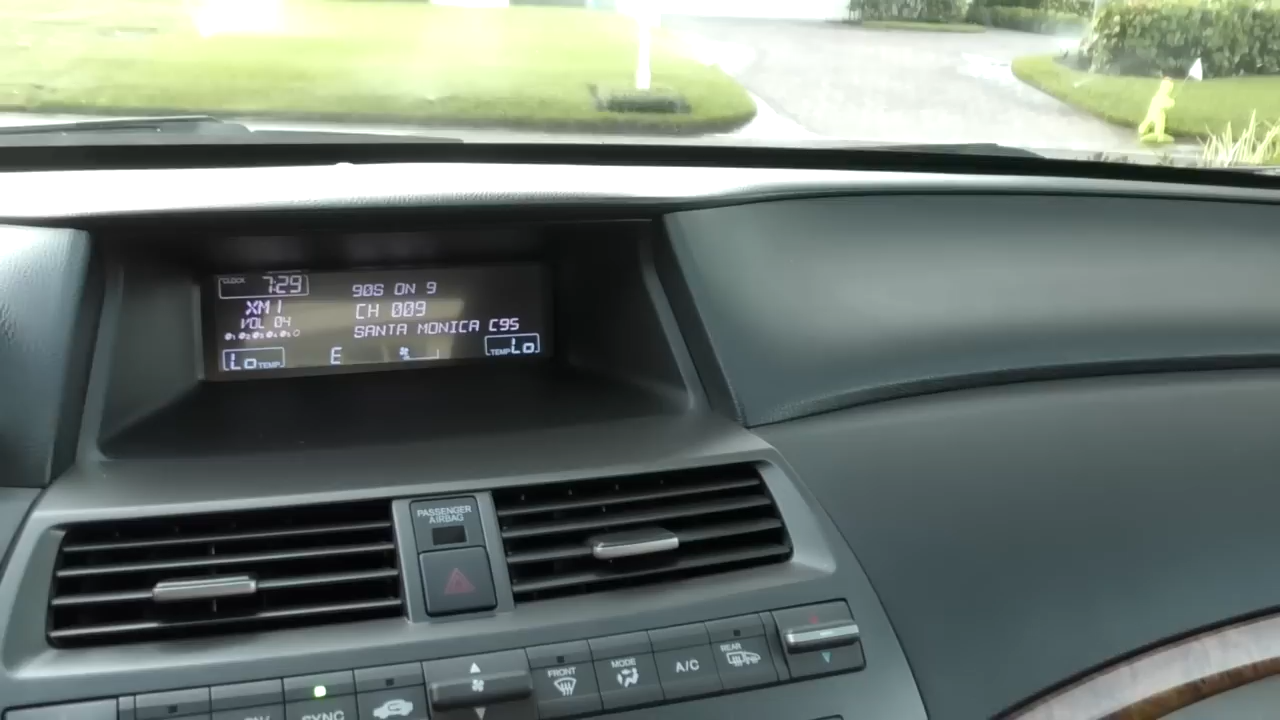 CLOCK 7:29
90S ON 9
XM1
CH 009
VOL 04
SANTA MONICA C95
Lo TEMP
E
TEMP Lo
PASSENGER
AIRBAG
FRONT
MODE
A/C
REAR
SYNC